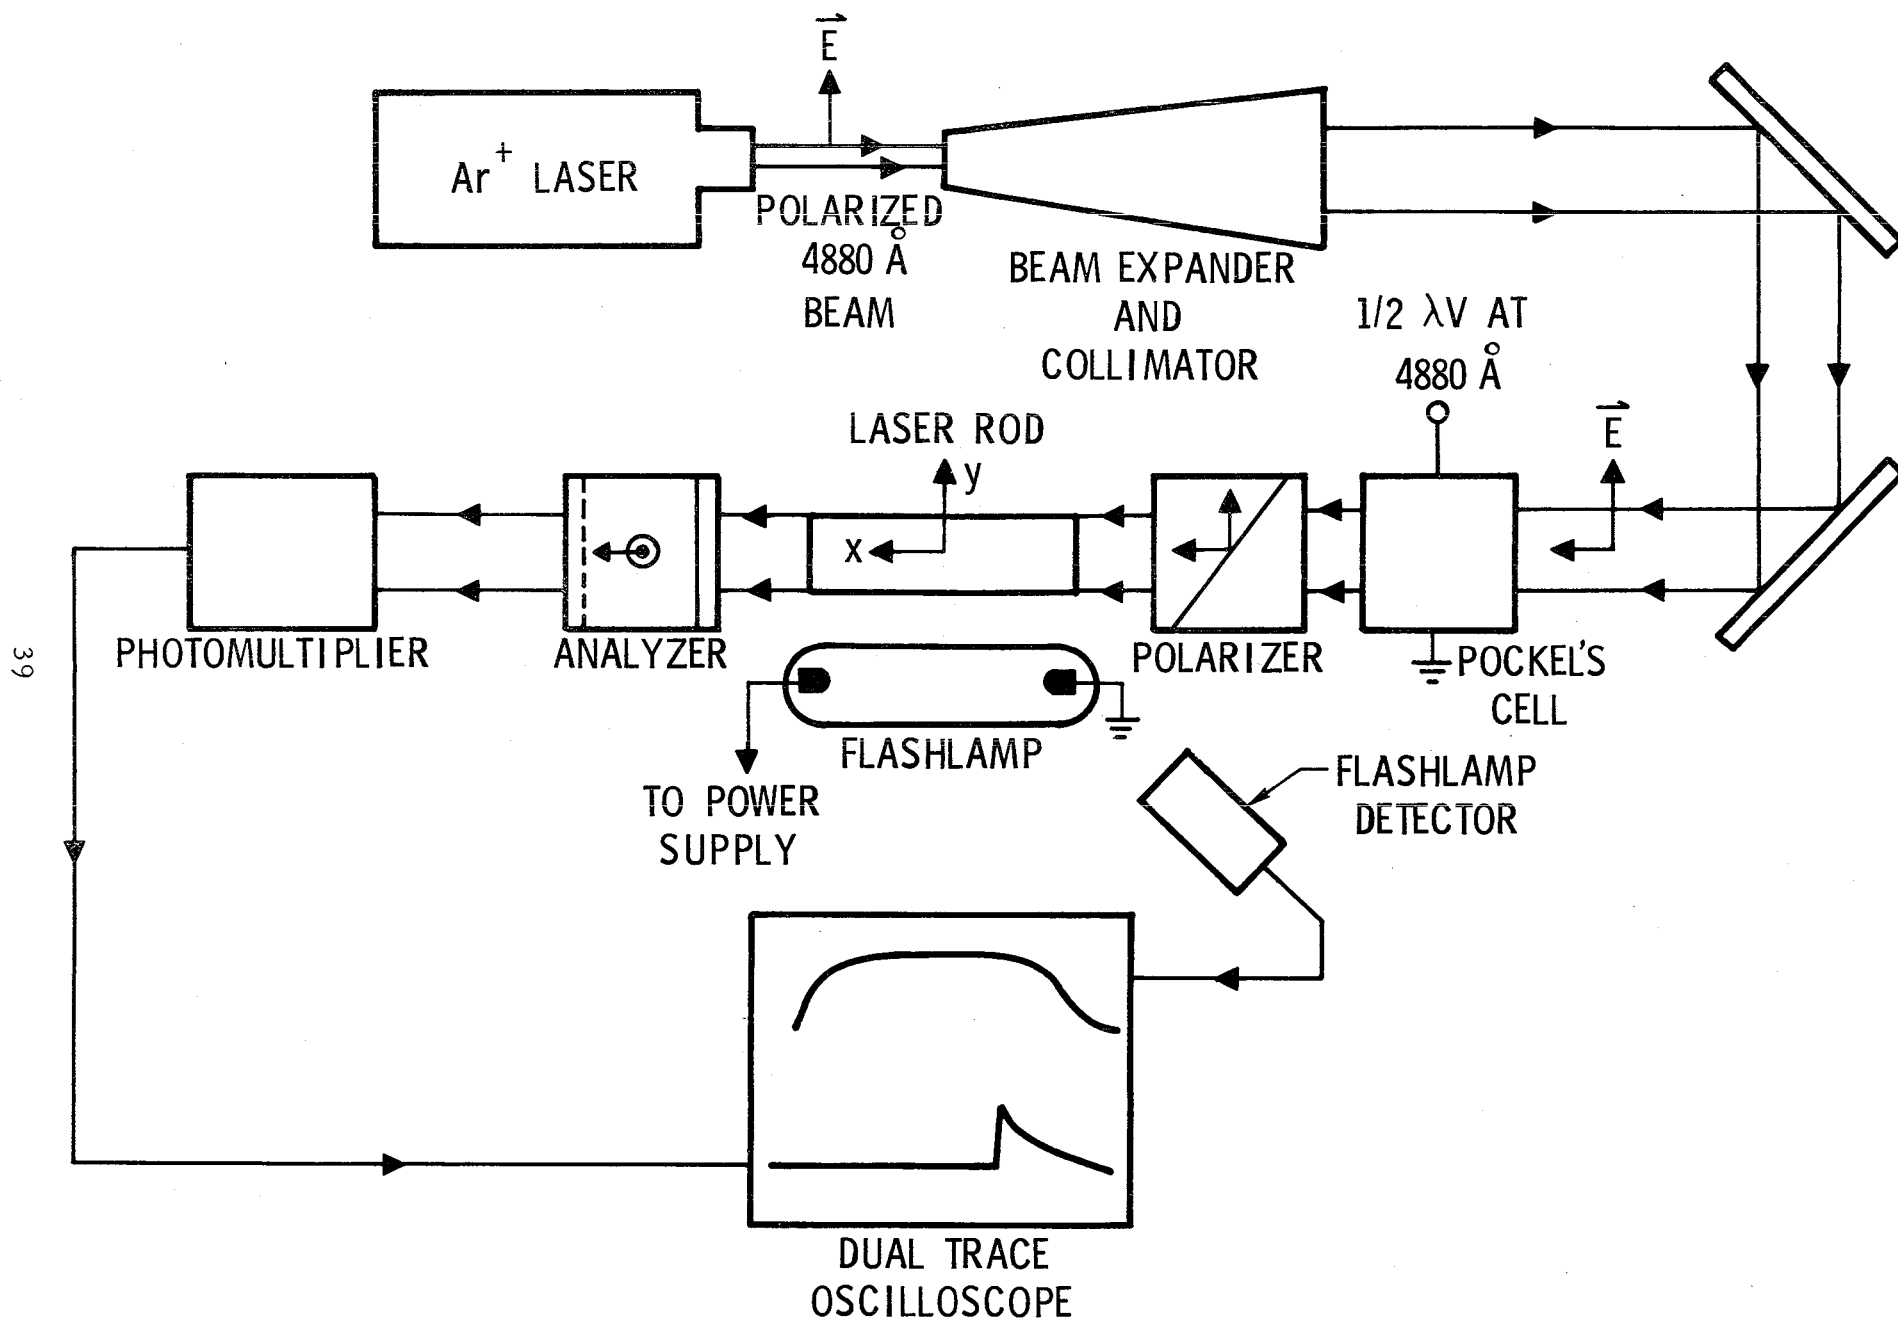 E
Ar+ LASER
POLARIZED
4880 Å
BEAM
BEAM EXPANDER
AND
COLLIMATOR
1/2 λV AT
4880 Å
E
LASER ROD
y
x
PHOTOMULTIPLIER
ANALYZER
POLARIZER
POCKEL'S
CELL
FLASHLAMP
TO POWER
SUPPLY
FLASHLAMP
DETECTOR
39
DUAL TRACE
OSCILLOSCOPE